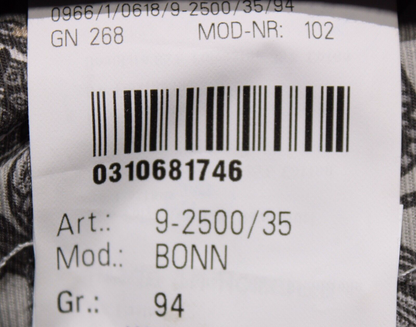 0966/1/0618/9-2500/35/94
GN 268 MOD-NR: 102
0310681746
Art.: 9-2500/35
Mod.: BONN
Gr.: 94